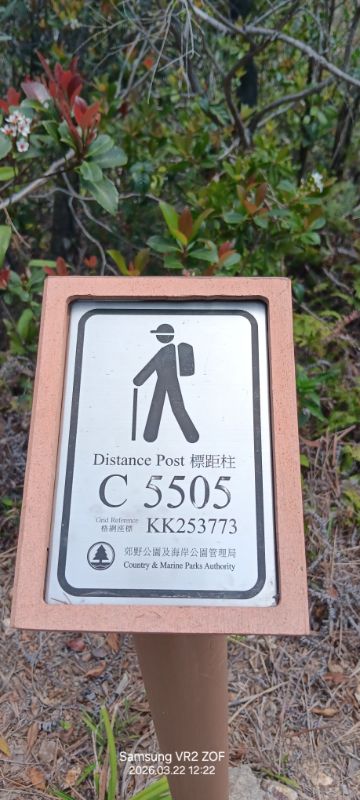 Distance Post 標距柱
C 5505
Grid Reference
格網座標 KK253773
郊野公園及海岸公園管理局
Country & Marine Parks Authority
Samsung VR2 ZOF
2026.03.22 12:22